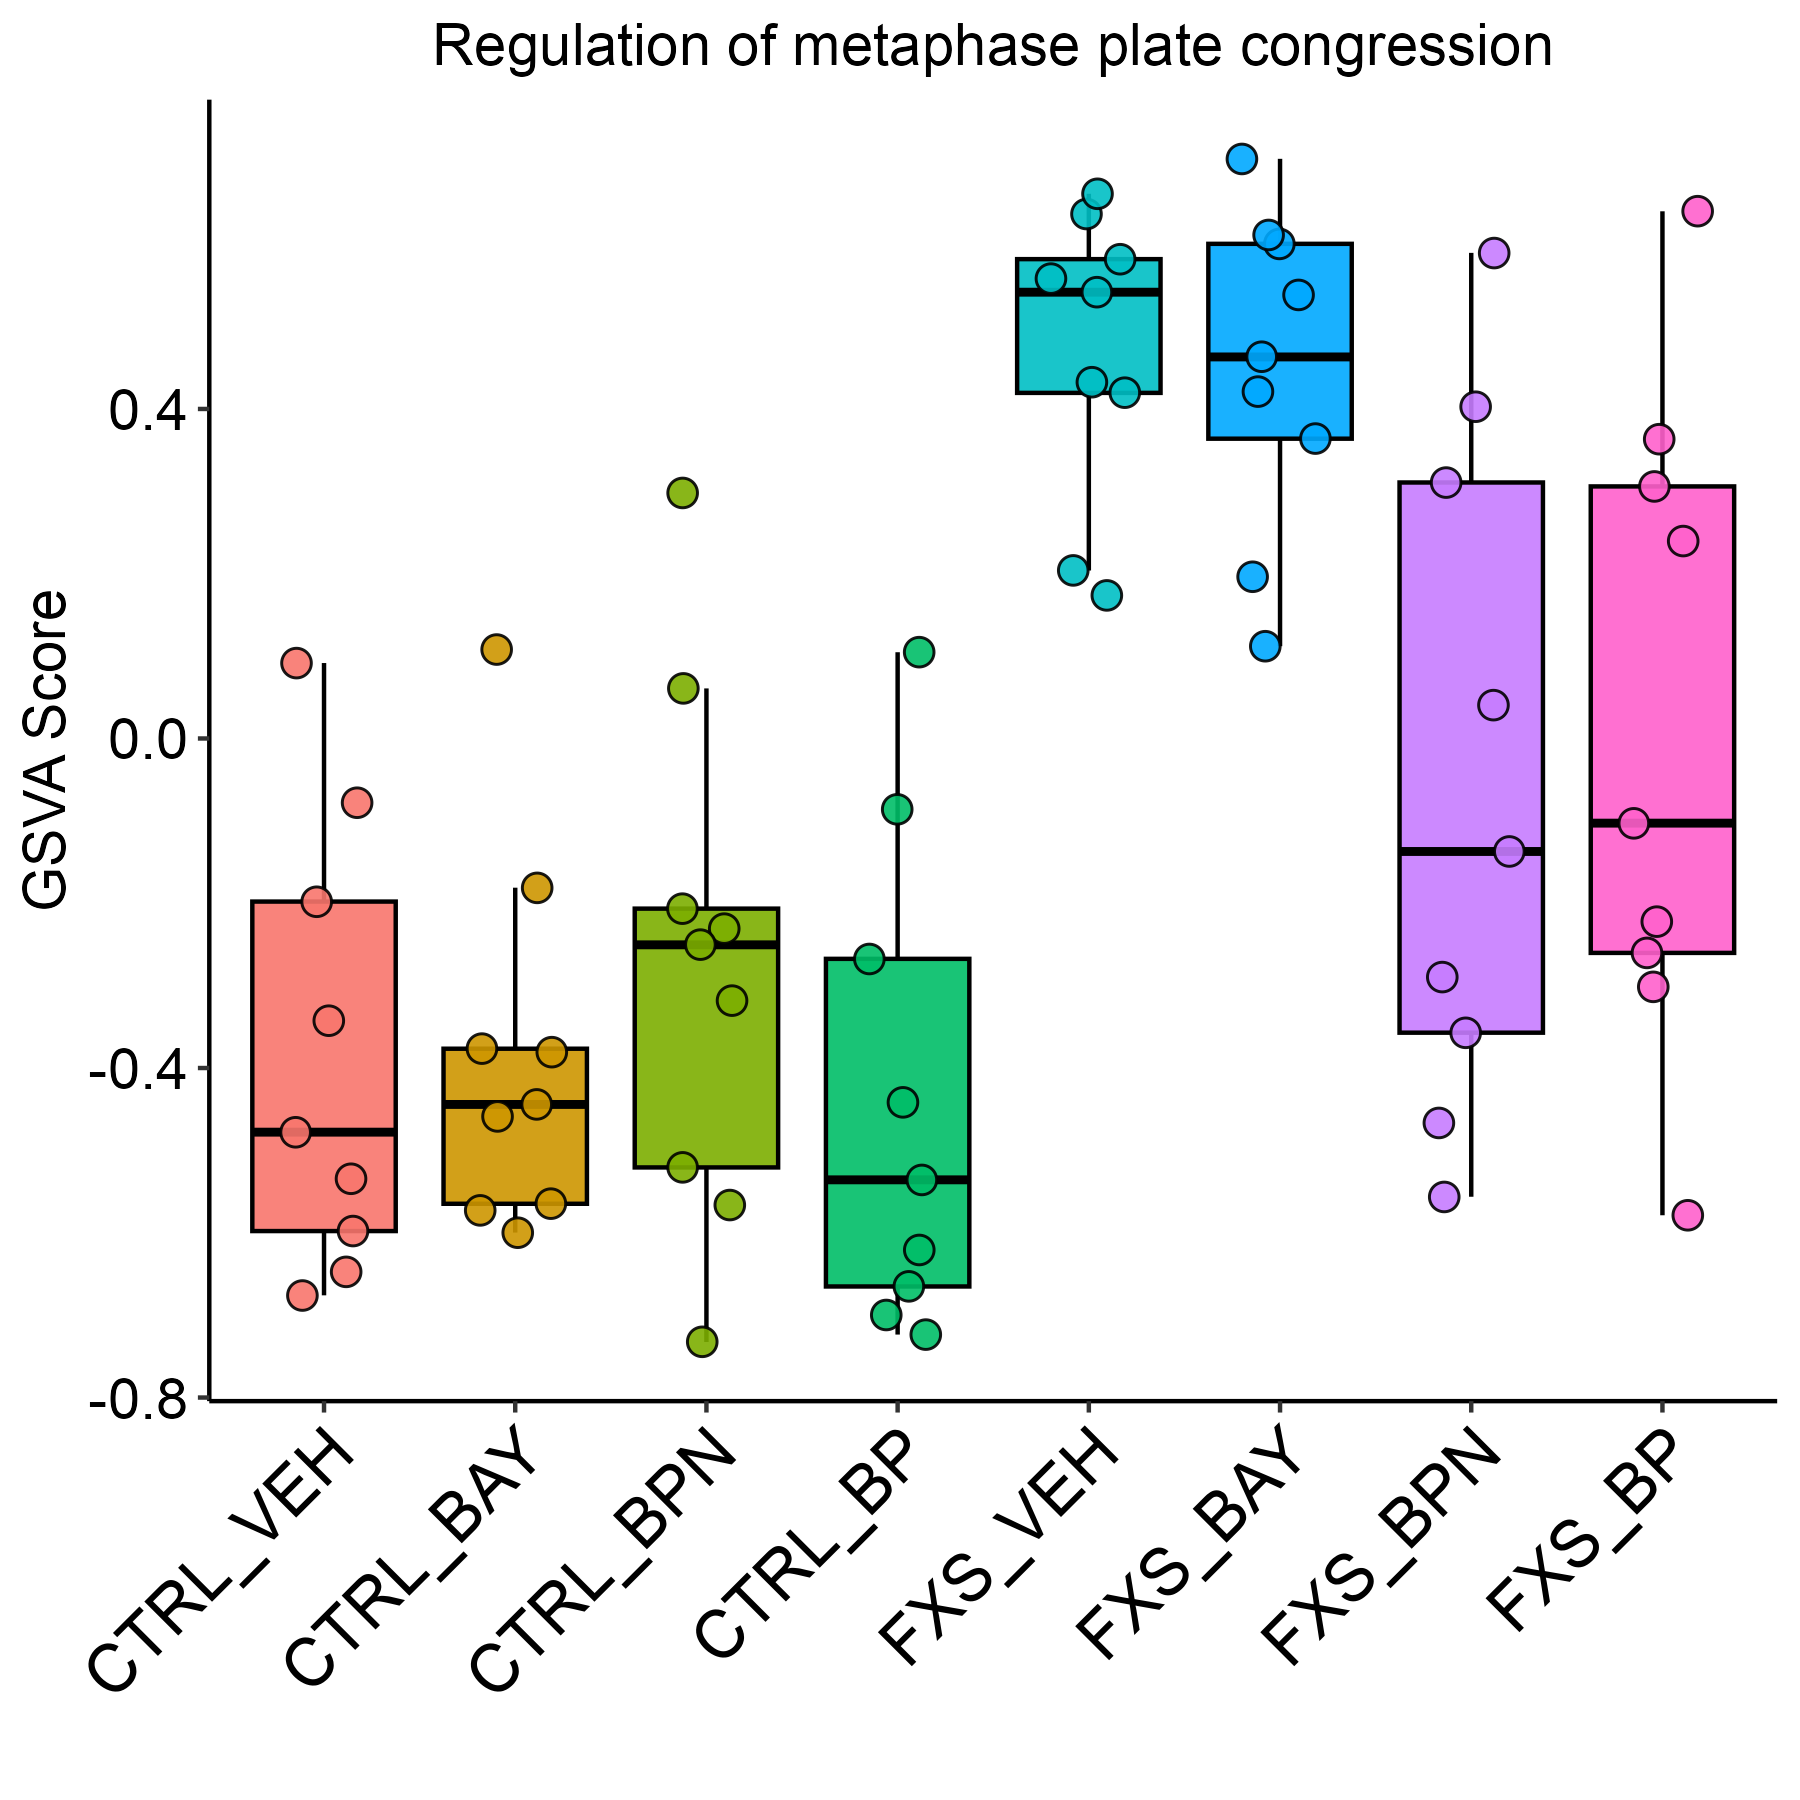 Regulation of metaphase plate congression
GSVA Score
0.4
0.0
-0.4
-0.8
CTRL_VEH
CTRL_BAY
CTRL_BPN
CTRL_BP
FXS_VEH
FXS_BAY
FXS_BPN
FXS_BP